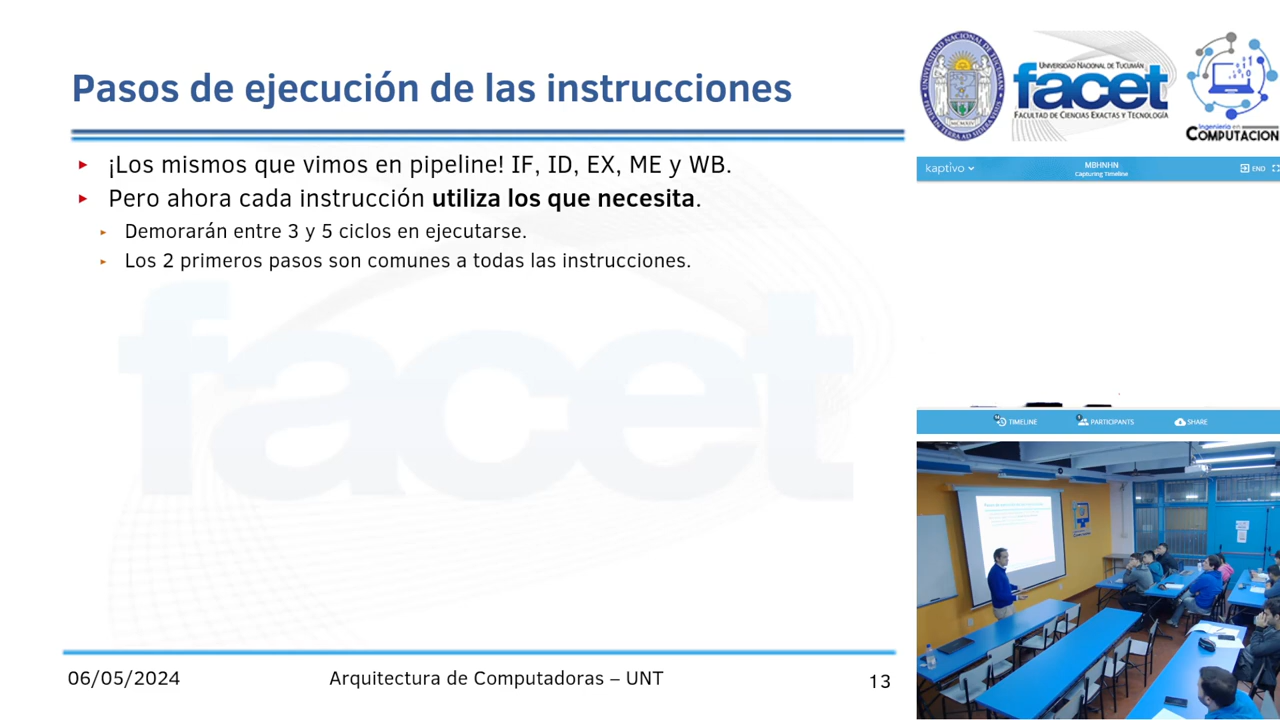 Pasos de ejecución de las instrucciones
¡Los mismos que vimos en pipeline! IF, ID, EX, ME y WB.
Pero ahora cada instrucción utiliza los que necesita.
Demorarán entre 3 y 5 ciclos en ejecutarse.
Los 2 primeros pasos son comunes a todas las instrucciones.
facet
06/05/2024
Arquitectura de Computadoras – UNT
13
UNIVERSIDAD NACIONAL DE TUCUMÁN
facet
FACULTAD DE CIENCIAS EXACTAS Y TECNOLOGÍA
Ingeniería en
COMPUTACION
kaptivo
MBHNHN
Capturing Timeline
END
TIMELINE
PARTICIPANTS
SHARE